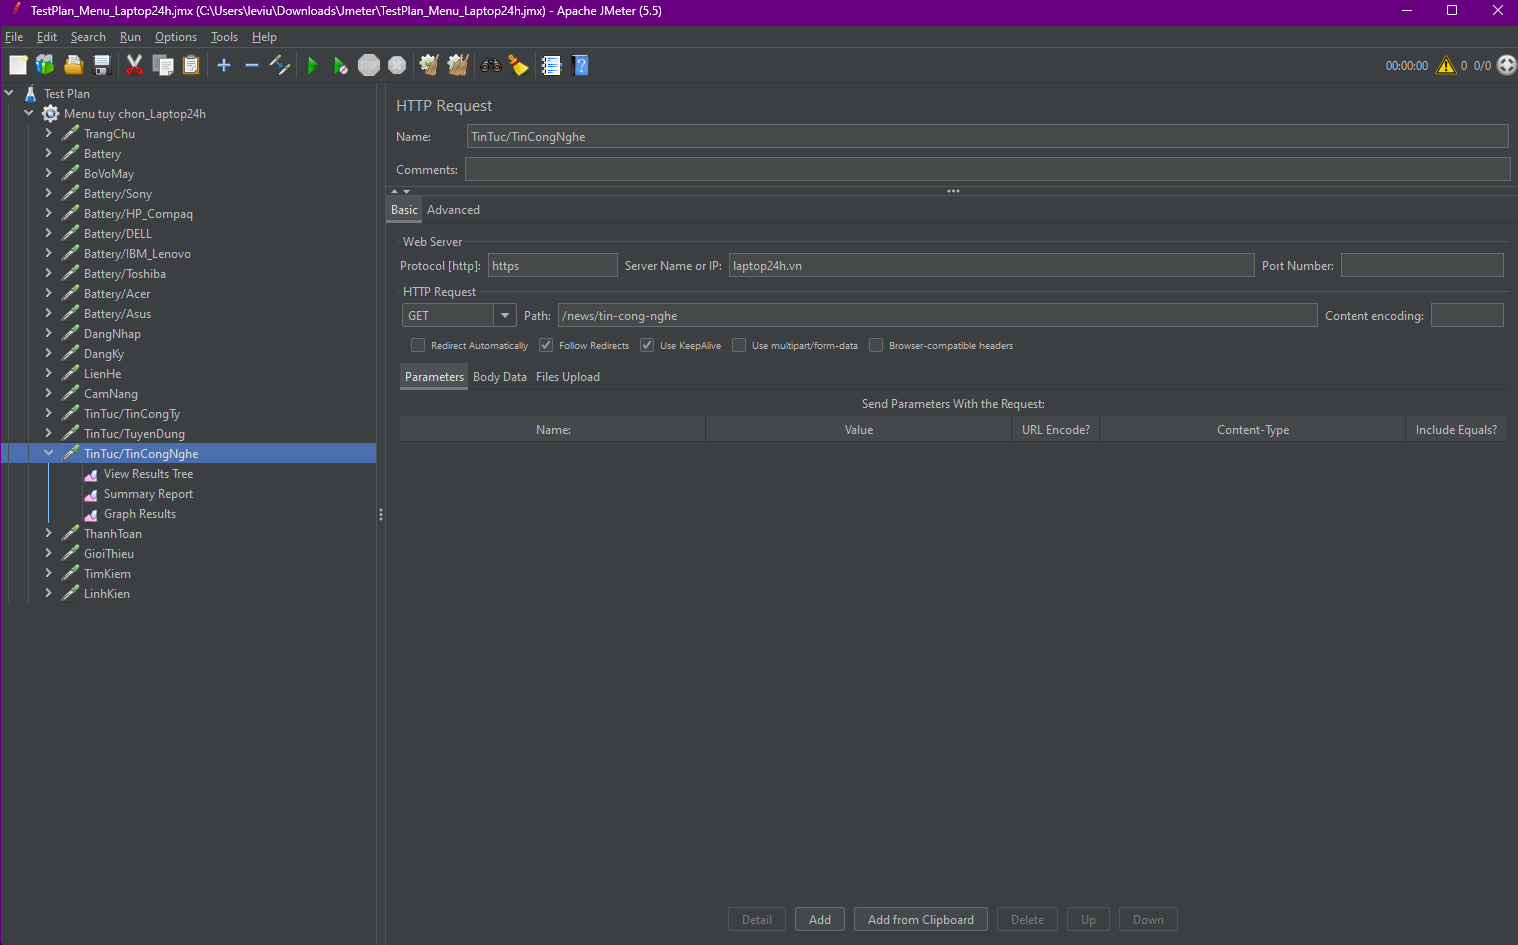 TestPlan_Menu_Laptop24h.jmx (C:\Users\leviu\Downloads\Jmeter\TestPlan_Menu_Laptop24h.jmx) - Apache JMeter (5.5)
File Edit Search Run Options Tools Help
00:00:00 0 0/0
Test Plan
Menu tuy chon_Laptop24h
TrangChu
Battery
BoVoMay
Battery/Sony
Battery/HP_Compaq
Battery/DELL
Battery/IBM_Lenovo
Battery/Toshiba
Battery/Acer
Battery/Asus
DangNhap
DangKy
LienHe
CamNang
TinTuc/TinCongTy
TinTuc/TuyenDung
TinTuc/TinCongNghe
View Results Tree
Summary Report
Graph Results
ThanhToan
GioiThieu
TimKiem
LinhKien
HTTP Request
Name: TinTuc/TinCongNghe
Comments:
Basic Advanced
Web Server
Protocol [http]: https Server Name or IP: laptop24h.vn Port Number:
HTTP Request
GET Path: /news/tin-cong-nghe Content encoding:
Redirect Automatically Follow Redirects Use KeepAlive Use multipart/form-data Browser-compatible headers
Parameters Body Data Files Upload
Send Parameters With the Request:
Name: Value URL Encode? Content-Type Include Equals?
Detail Add Add from Clipboard Delete Up Down